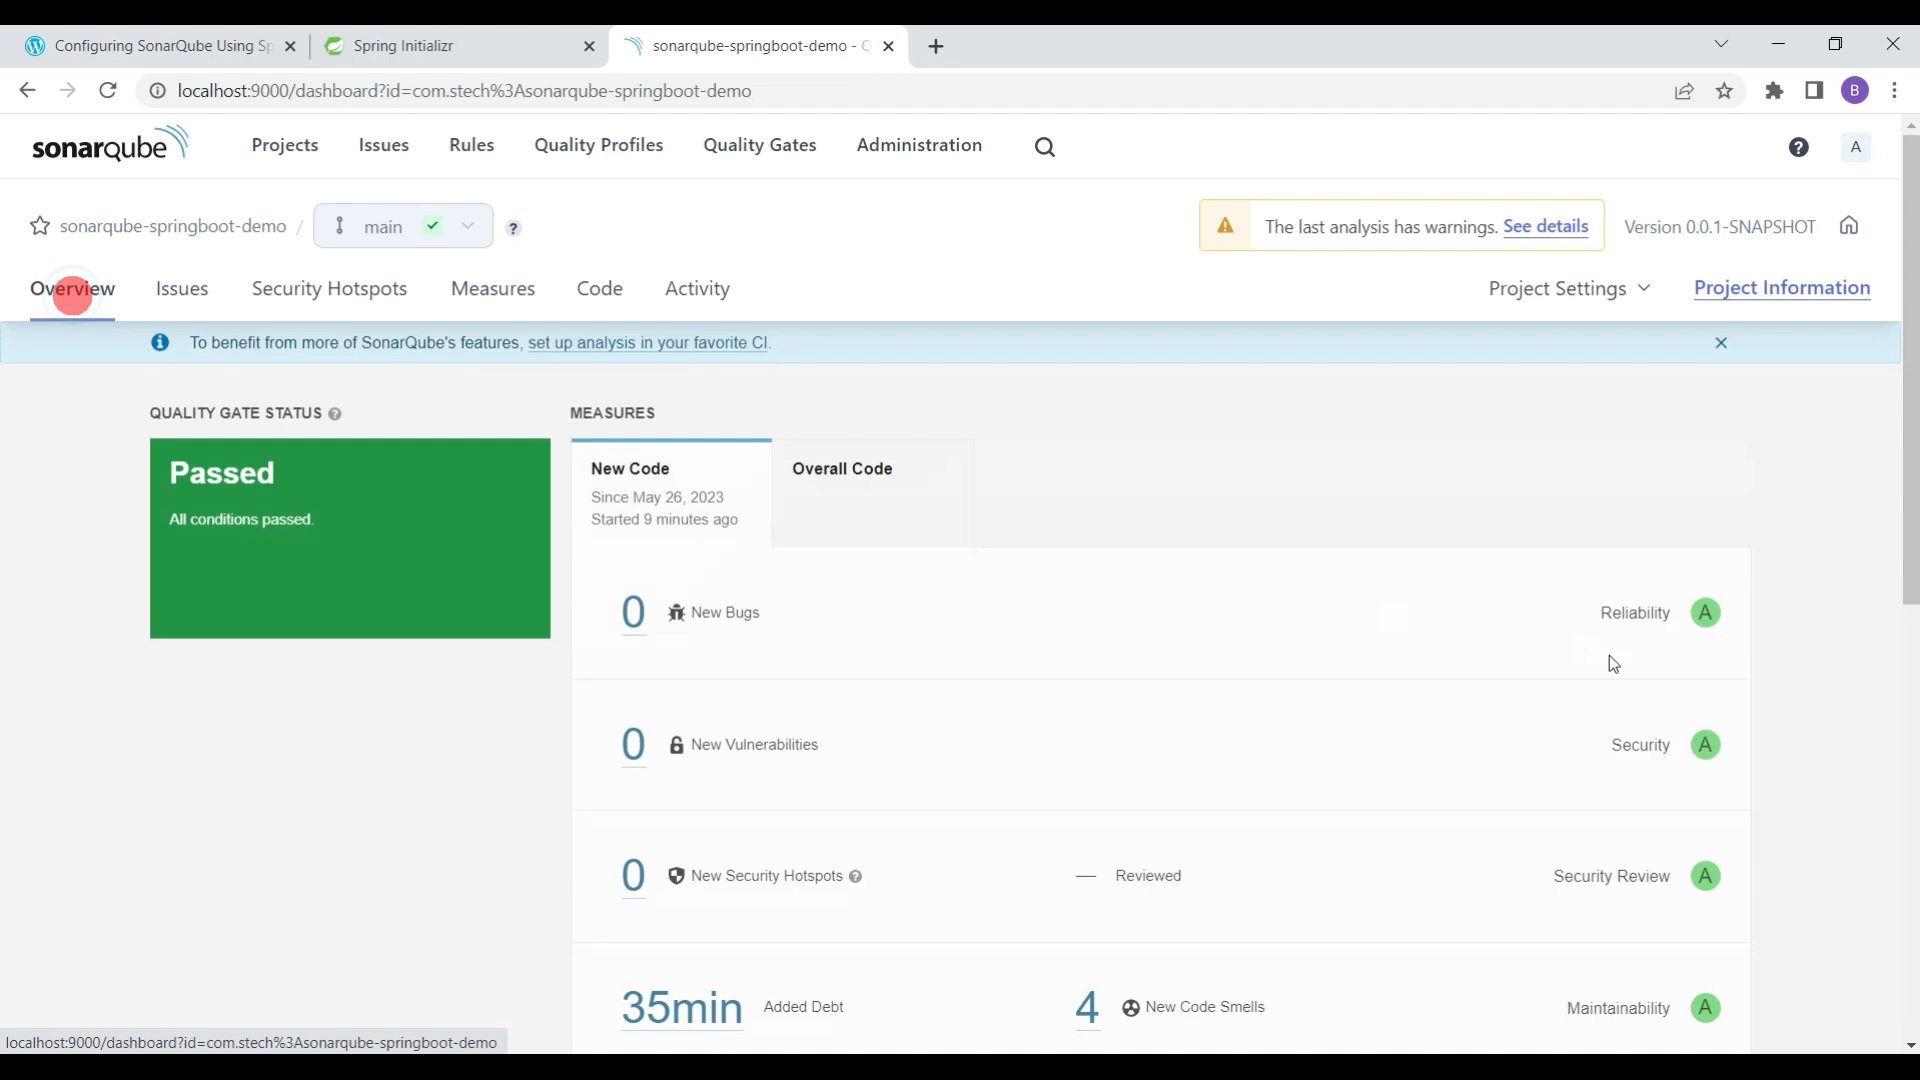 Configuring SonarQube Using Sp
Spring Initializr
sonarqube-springboot-demo - O
localhost:9000/dashboard?id=com.stech%3Asonarqube-springboot-demo
B
sonarqube
Projects
Issues
Rules
Quality Profiles
Quality Gates
Administration
?
A
sonarqube-springboot-demo /
main
?
The last analysis has warnings. See details
Version 0.0.1-SNAPSHOT
Overview
Issues
Security Hotspots
Measures
Code
Activity
Project Settings
Project Information
To benefit from more of SonarQube's features, set up analysis in your favorite CI.
QUALITY GATE STATUS ?
MEASURES
Passed
All conditions passed.
New Code
Since May 26, 2023
Started 9 minutes ago
Overall Code
0 New Bugs
Reliability A
0 New Vulnerabilities
Security A
0 New Security Hotspots ?
— Reviewed
Security Review A
35min Added Debt
4 New Code Smells
Maintainability A
localhost:9000/dashboard?id=com.stech%3Asonarqube-springboot-demo